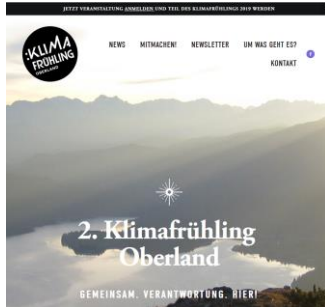 JETZT VERANSTALTUNG ANMELDEN UND TEIL DES KLIMAFRÜHLINGS 2019 WERDEN
:KLIMA
FRÜHLING
OBERLAND
NEWS MITMACHEN! NEWSLETTER UM WAS GEHT ES?
KONTAKT
2. Klimafrühling
Oberland
GEMEINSAM. VERANTWORTUNG. HIER!